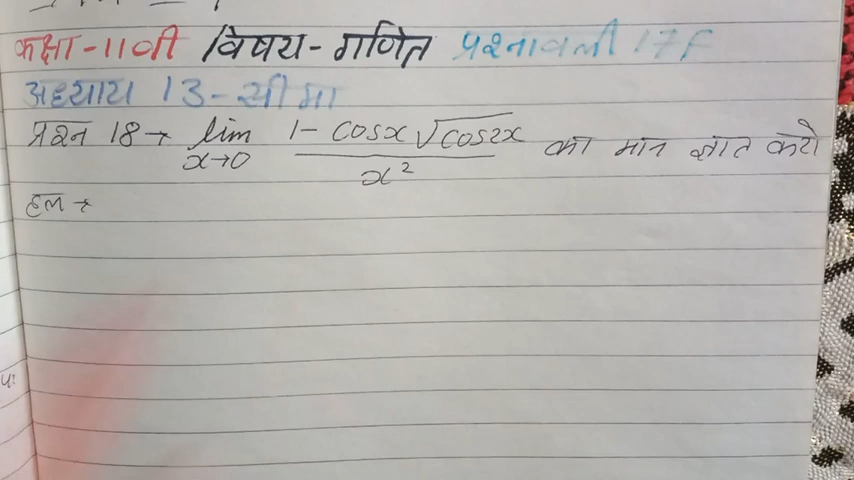 कक्षा-11वी विषय-गणित प्रश्नावली 17F
अध्याय 13-सीमा
प्रश्न 18→ lim x→0 (1 - cosx √cos2x) / x² का मान ज्ञात करो
हल→